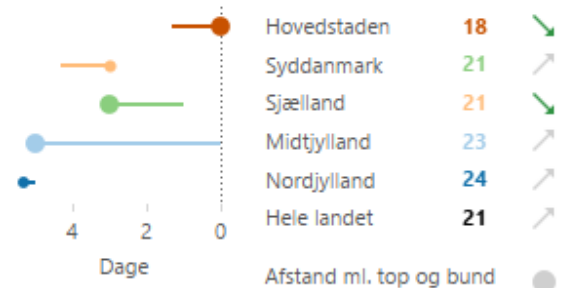 Hovedstaden 18
Syddanmark 21
Sjælland 21
Midtjylland 23
Nordjylland 24
Hele landet 21
4 2 0
Dage
Afstand ml. top og bund